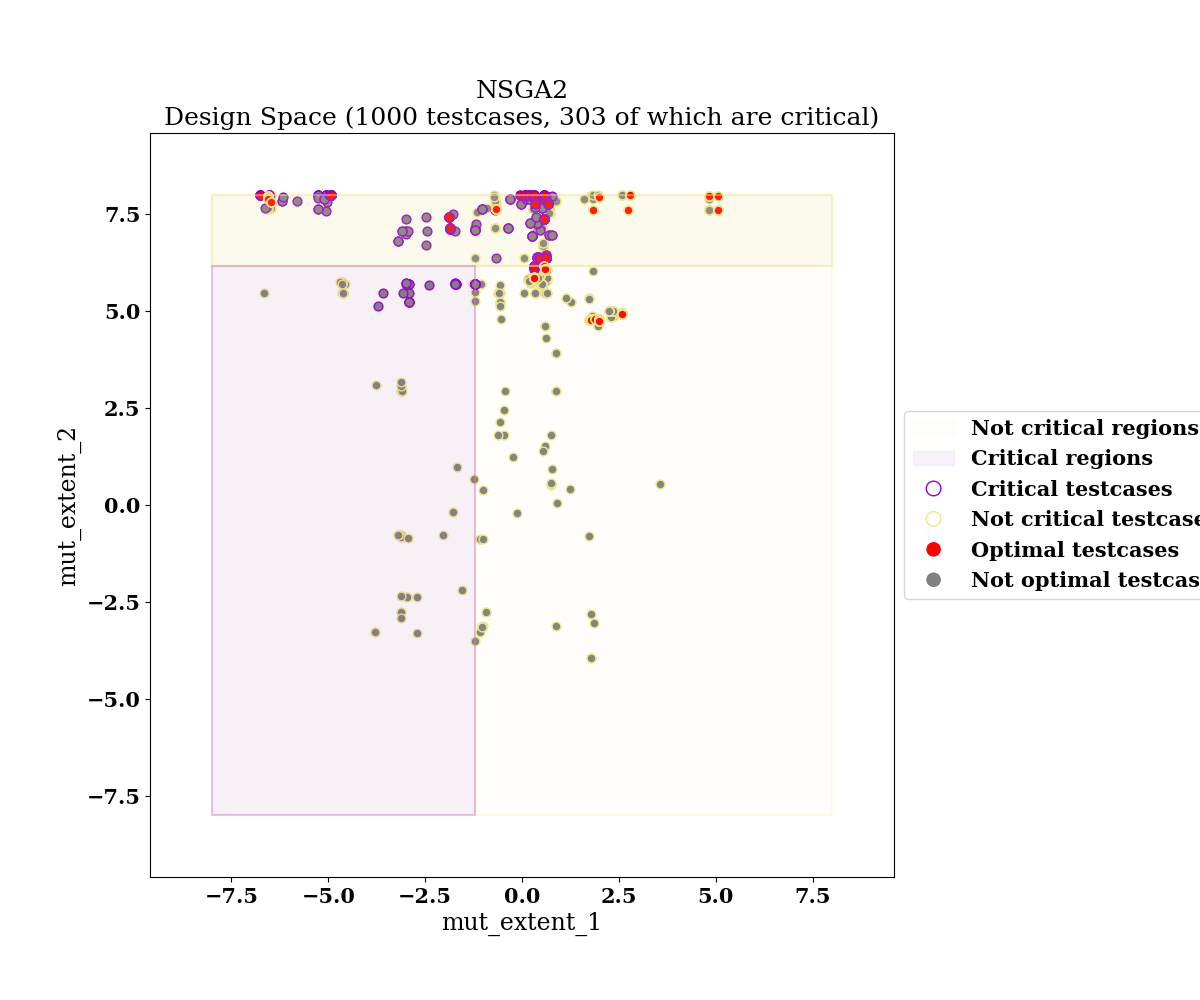 NSGA2
Design Space (1000 testcases, 303 of which are critical)
7.5
5.0
2.5
0.0
−2.5
−5.0
−7.5
mut_extent_2
−7.5 −5.0 −2.5 0.0 2.5 5.0 7.5
mut_extent_1
Not critical regions
Critical regions
Critical testcases
Not critical testcase
Optimal testcases
Not optimal testcas